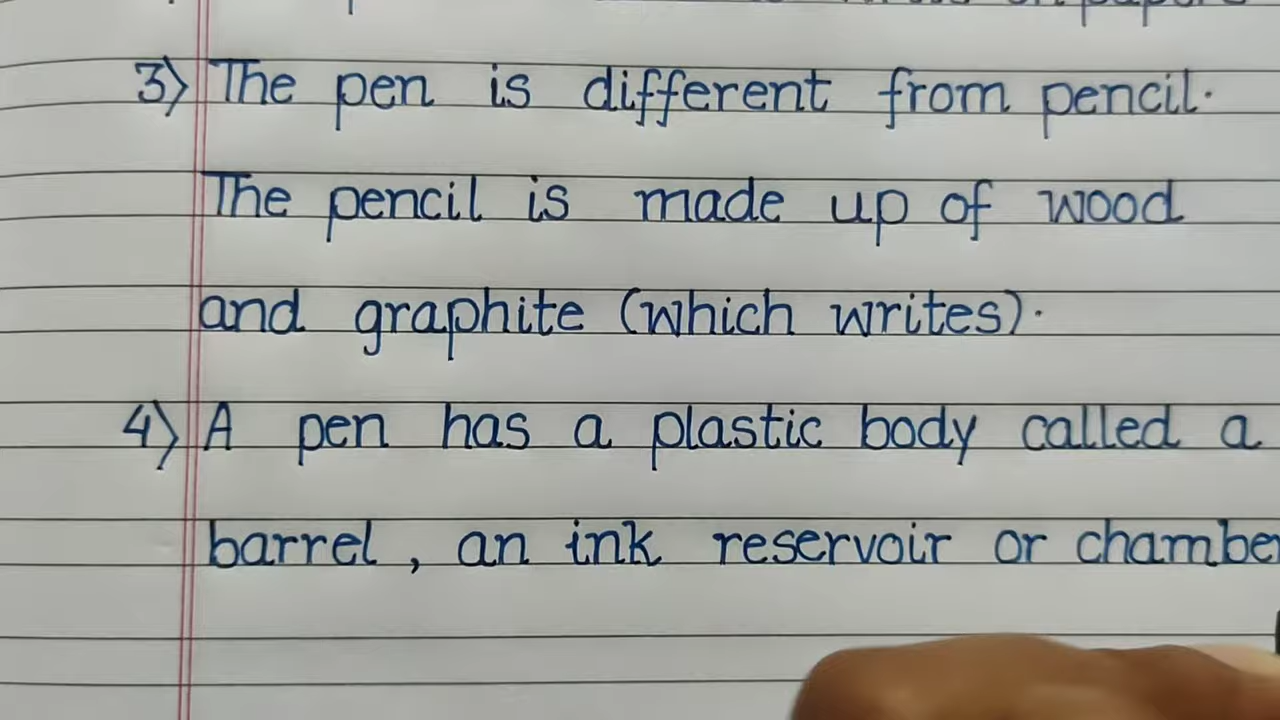 3) The pen is different from pencil.
The pencil is made up of wood
and graphite (which writes).
4) A pen has a plastic body called a
barrel, an ink reservoir or chamber